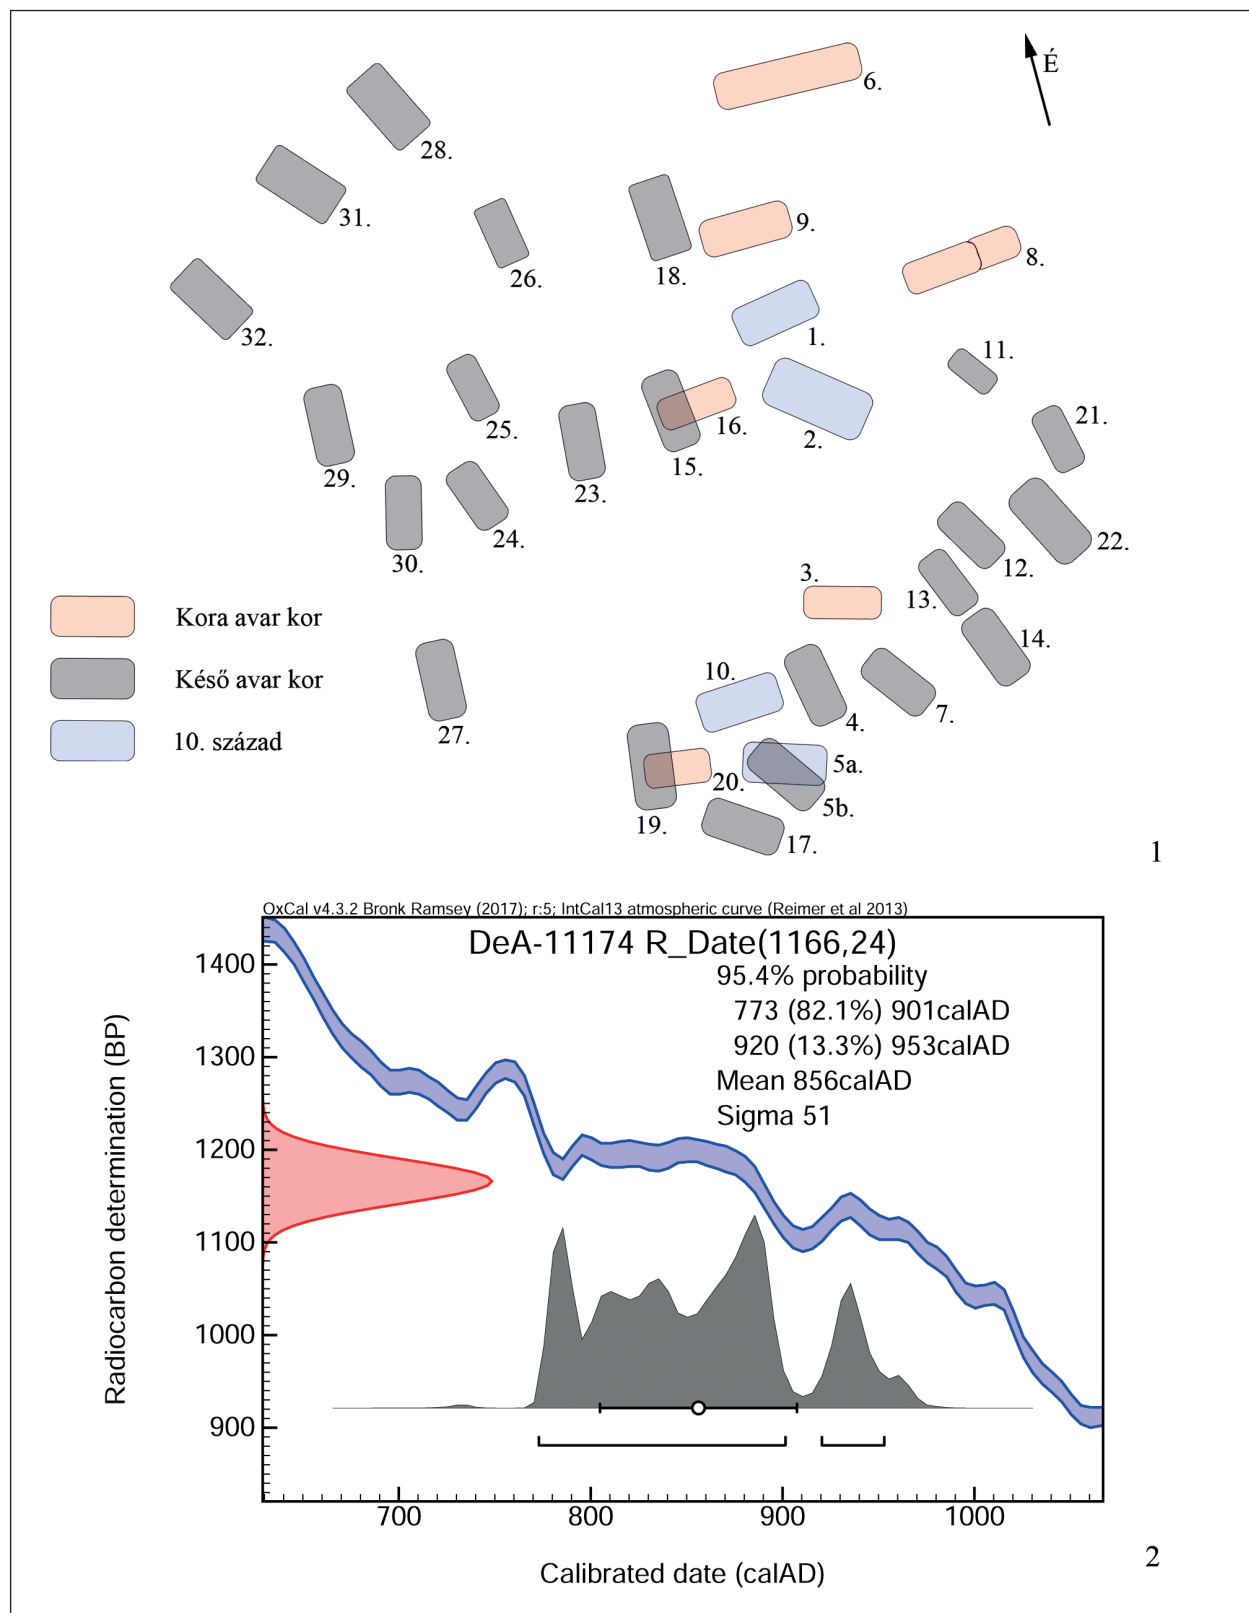 É
6.
28.
31.
9.
18.
26.
8.
32.
1.
11.
16.
25.
2.
21.
15.
29.
23.
24.
22.
30.
12.
3.
13.
Kora avar kor
14.
10.
Késő avar kor
4.
7.
27.
10. század
5a.
20.
5b.
19.
17.
1
OxCal v4.3.2 Bronk Ramsey (2017); r:5; IntCal13 atmospheric curve (Reimer et al 2013)
DeA-11174 R_Date(1166,24)
95.4% probability
773 (82.1%) 901calAD
920 (13.3%) 953calAD
Mean 856calAD
Sigma 51
Radiocarbon determination (BP)
1400
1300
1200
1100
1000
900
700 800 900 1000
Calibrated date (calAD)
2